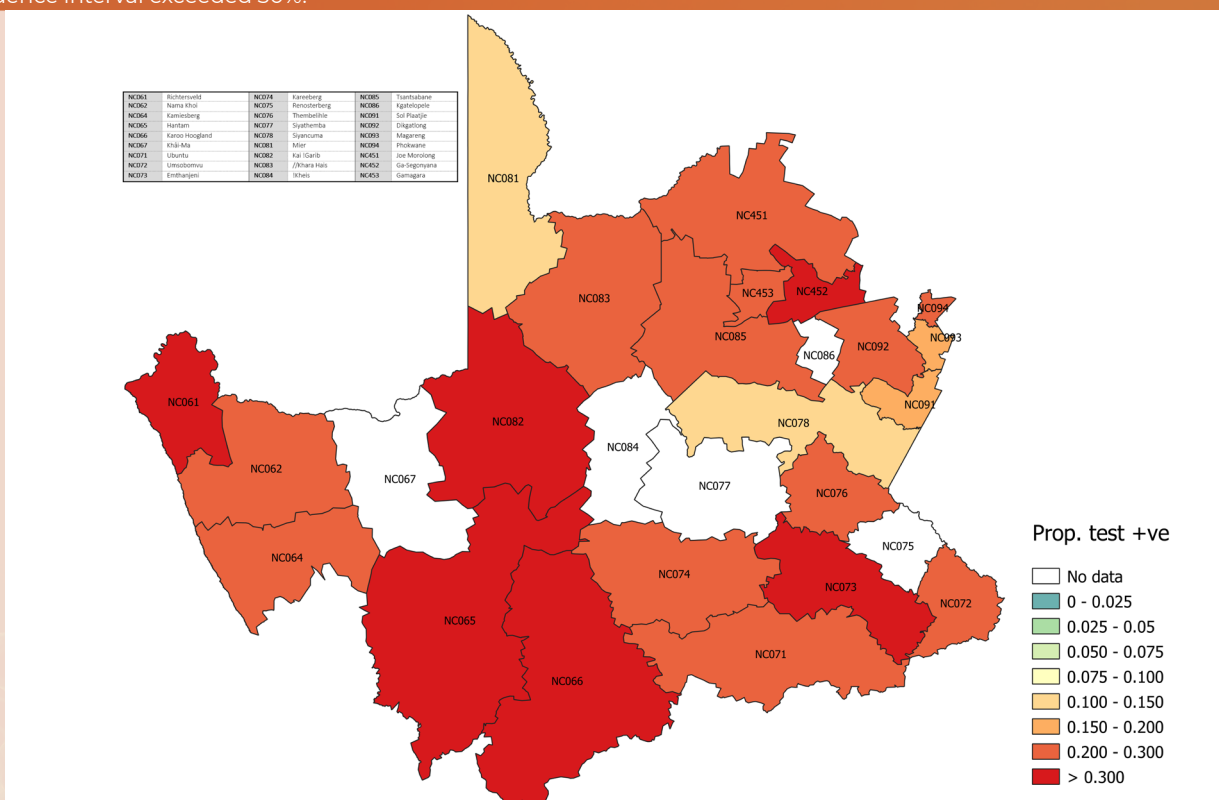 dence interval exceeded 30%.
NC061 Richtersveld NC074 Kareeberg NC085 Tsantsabane
NC062 Nama Khoi NC075 Renosterberg NC086 Kgatelopele
NC064 Kamiesberg NC076 Thembelihle NC091 Sol Plaatjie
NC065 Hantam NC077 Siyathemba NC092 Dikgatlong
NC066 Karoo Hoogland NC078 Siyancuma NC093 Magareng
NC067 Khâi-Ma NC081 Mier NC094 Phokwane
NC071 Ubuntu NC082 Kai !Garib NC451 Joe Morolong
NC072 Umsobomvu NC083 //Khara Hais NC452 Ga-Segonyana
NC073 Emthanjeni NC084 !Kheis NC453 Gamagara
NC081
NC451
NC083
NC453
NC452
NC094
NC085
NC086
NC092
NC093
NC061
NC091
NC082
NC078
NC084
NC062
NC067
NC077
NC076
NC064
NC075
NC074
NC073
NC072
NC065
NC071
NC066
Prop. test +ve
No data
0 - 0.025
0.025 - 0.05
0.050 - 0.075
0.075 - 0.100
0.100 - 0.150
0.150 - 0.200
0.200 - 0.300
> 0.300